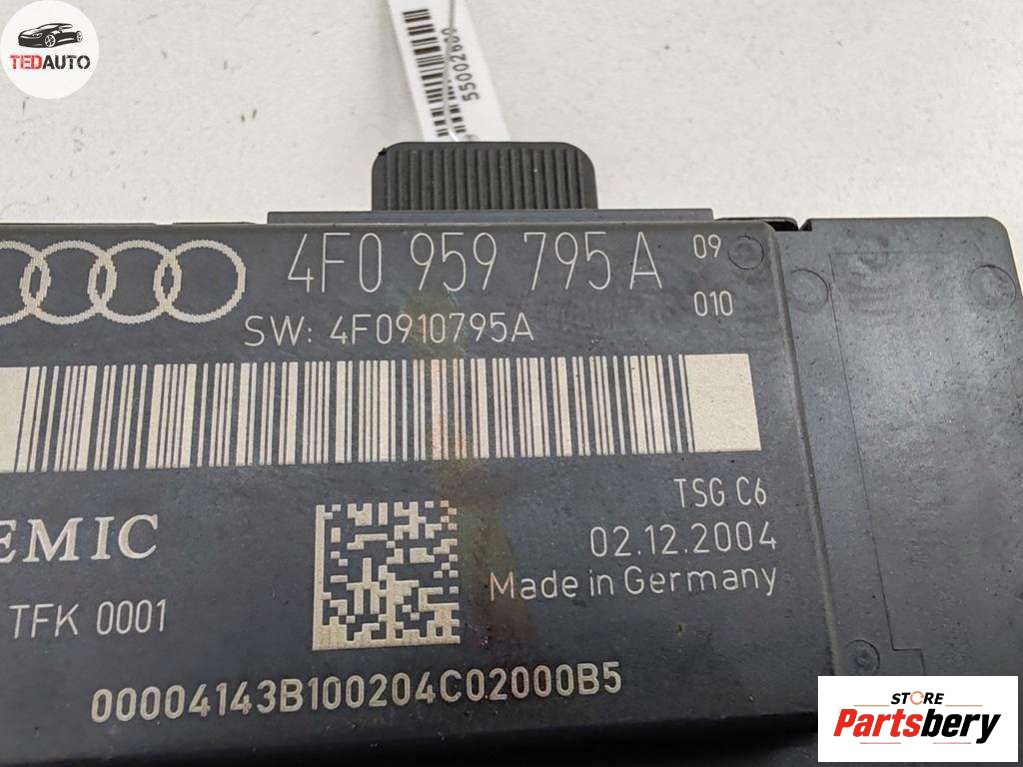 TEDAUTO
55002600
4F0 959 795 A 09
010
SW: 4F0910795A
TSG C6
EMIC
02.12.2004
Made in Germany
TFK 0001
00004143B100204C02000B5
STORE
Partsbery